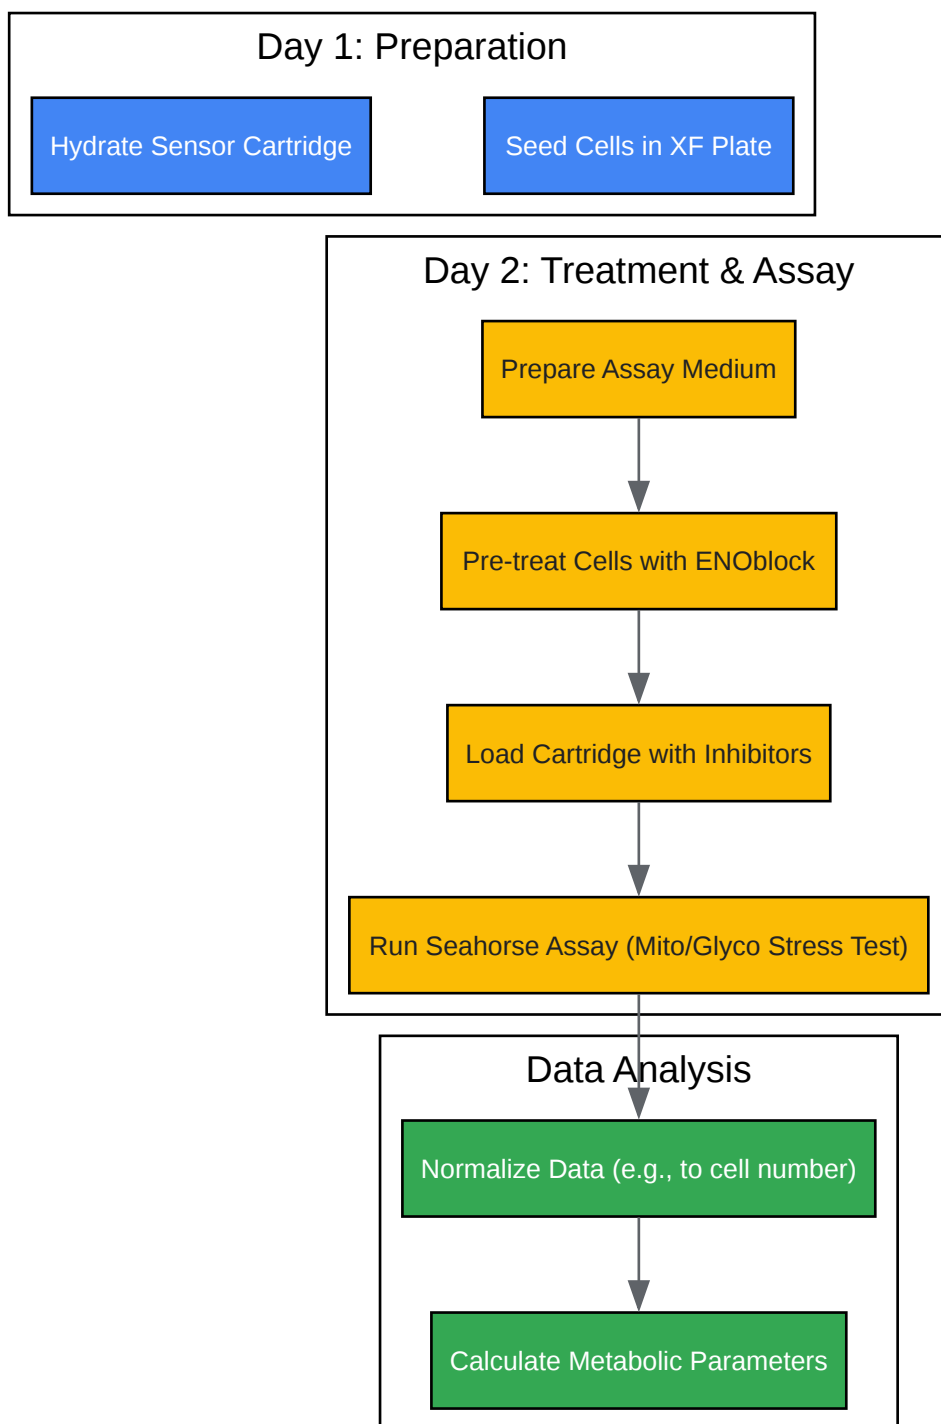 Day 1: Preparation
Hydrate Sensor Cartridge
Seed Cells in XF Plate
Day 2: Treatment & Assay
Prepare Assay Medium
Pre-treat Cells with ENOblock
Load Cartridge with Inhibitors
Run Seahorse Assay (Mito/Glyco Stress Test)
Data Analysis
Normalize Data (e.g., to cell number)
Calculate Metabolic Parameters